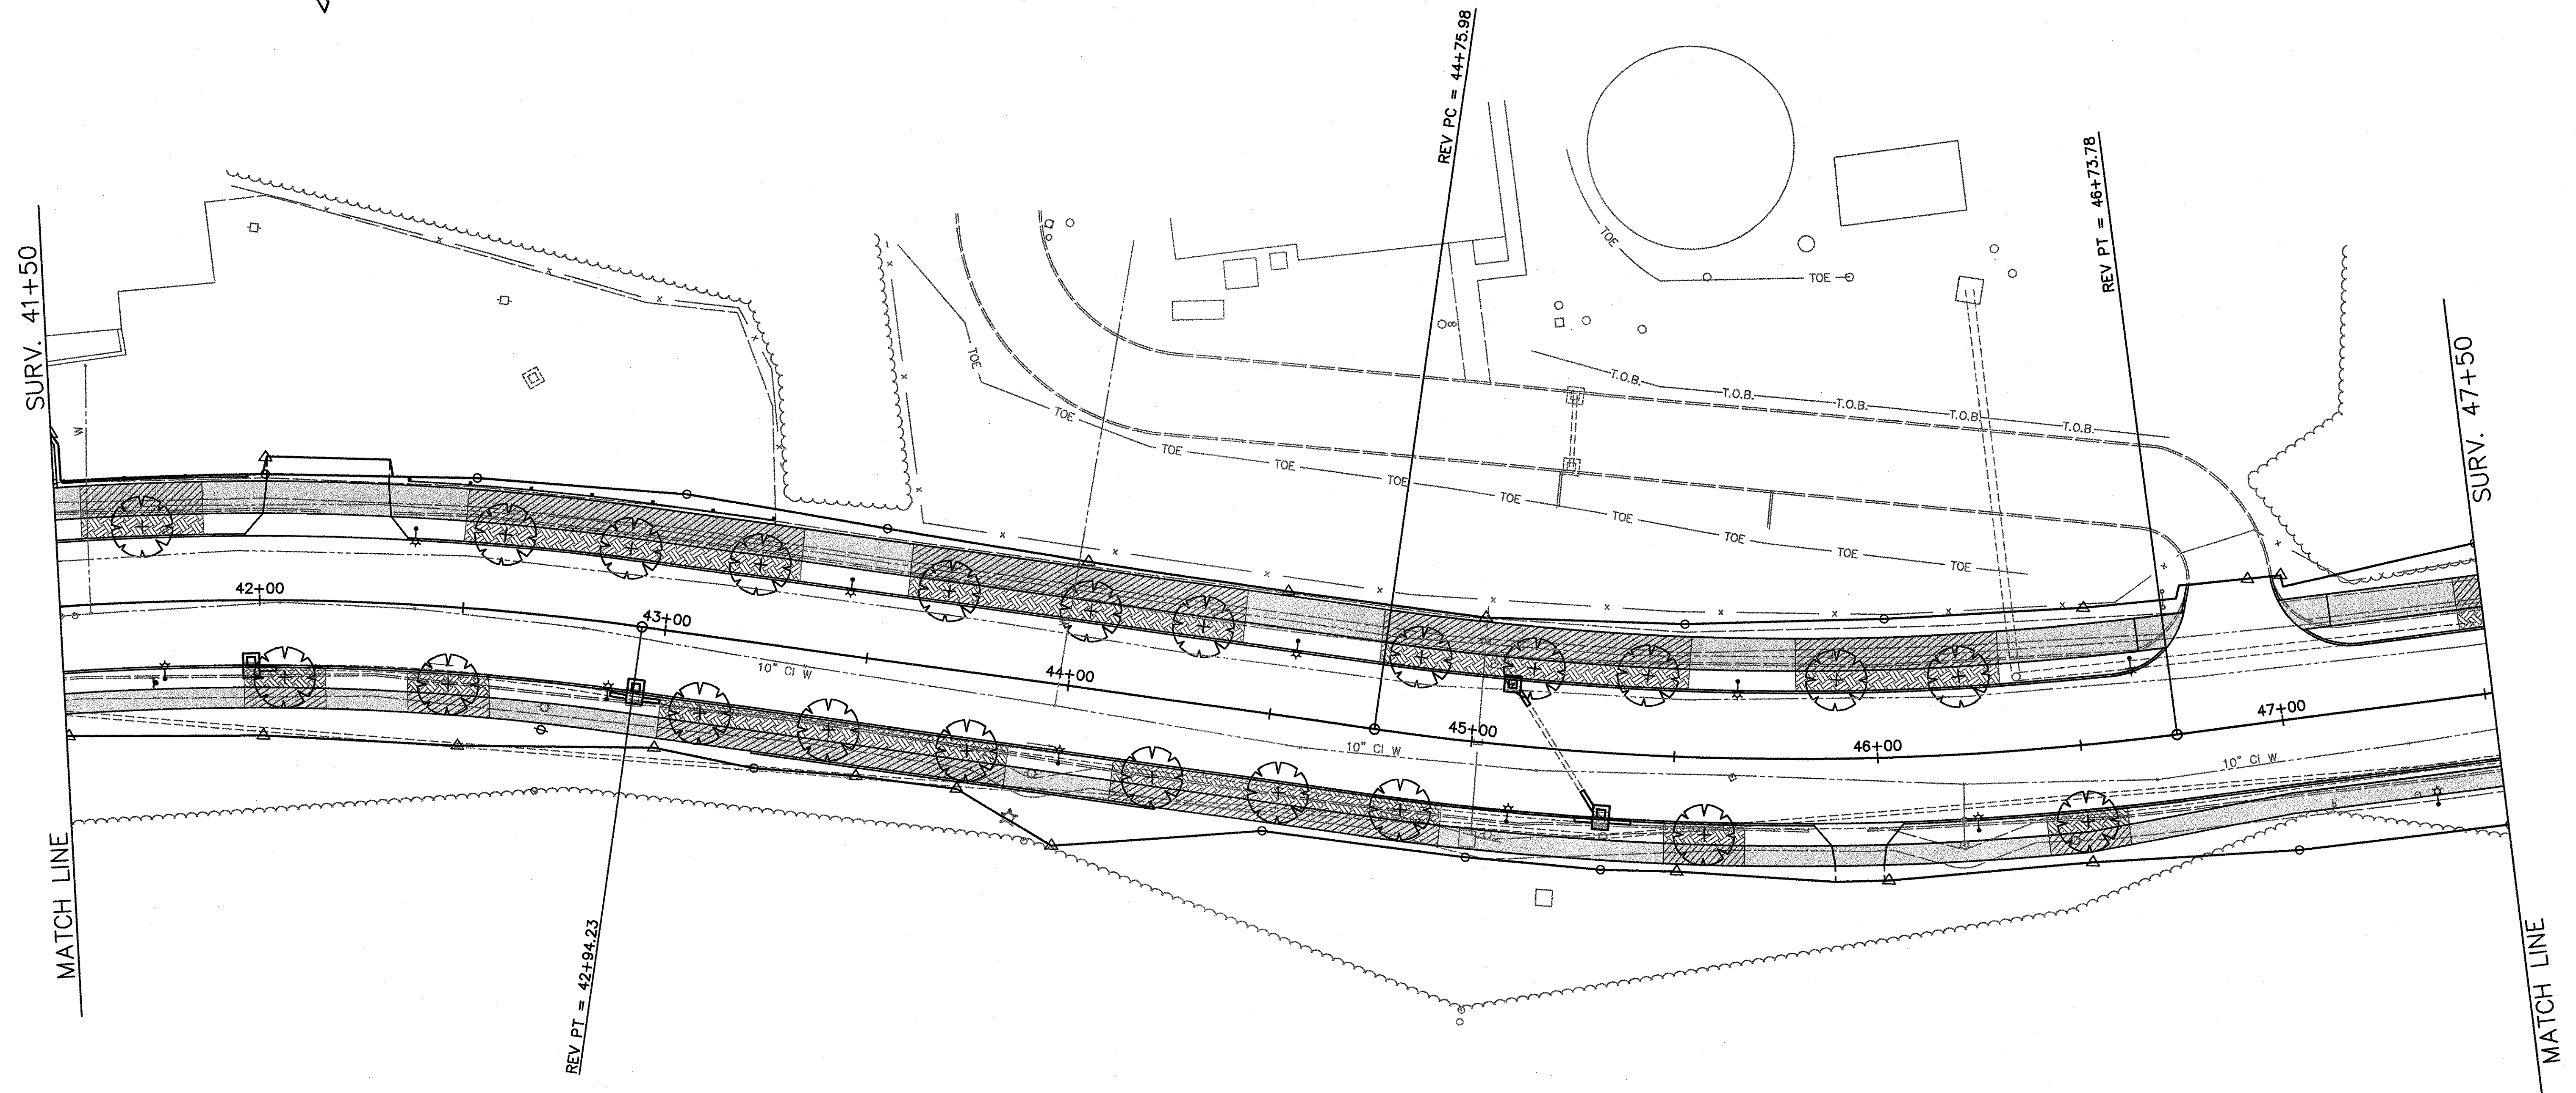 SURV. 41+50
MATCH LINE
W
42+00
43+00
REV PT = 42+94.23
10" CI W
44+00
TOE
TOE
TOE
TOE
TOE
TOE
TOE
TOE
TOE
TOE
REV PC = 44+75.98
45+00
10" CI W
TOE
TOE
T.O.B.
T.O.B.
T.O.B.
T.O.B.
T.O.B.
46+00
REV PT = 46+73.78
47+00
10" CI W
SURV. 47+50
MATCH LINE